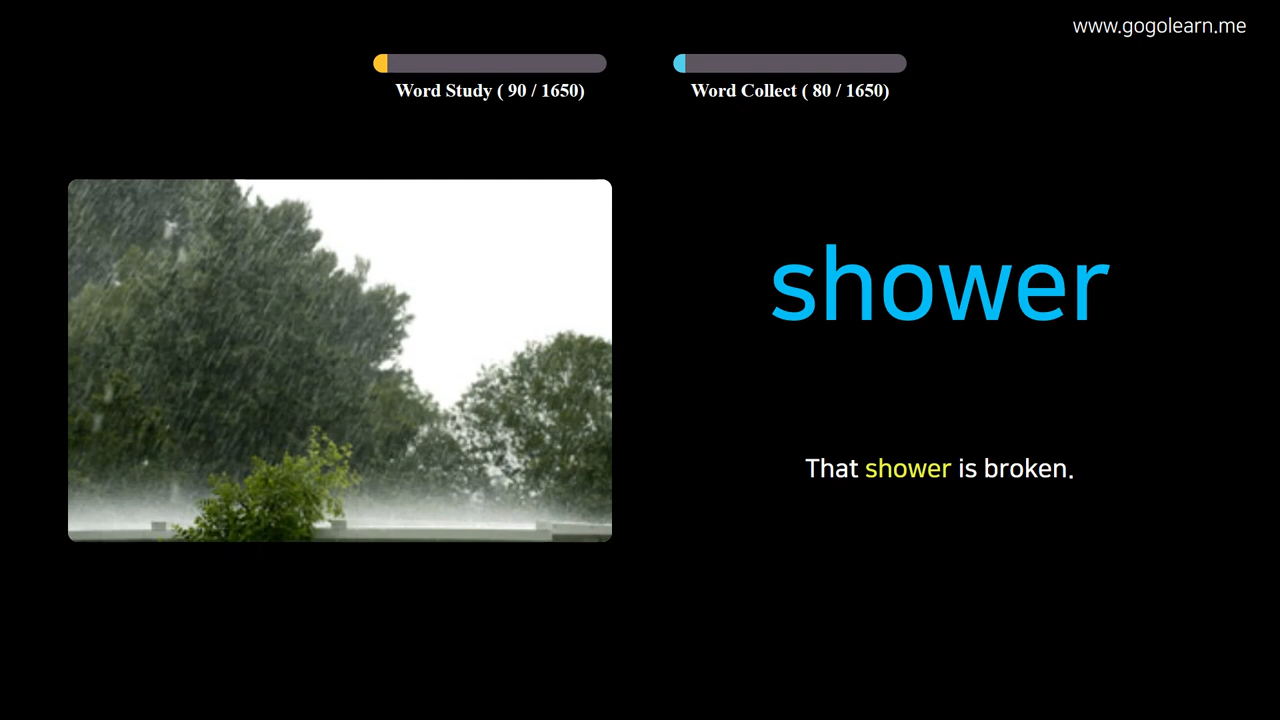 www.gogolearn.me
Word Study ( 90 / 1650)
Word Collect ( 80 / 1650)
shower
That shower is broken.